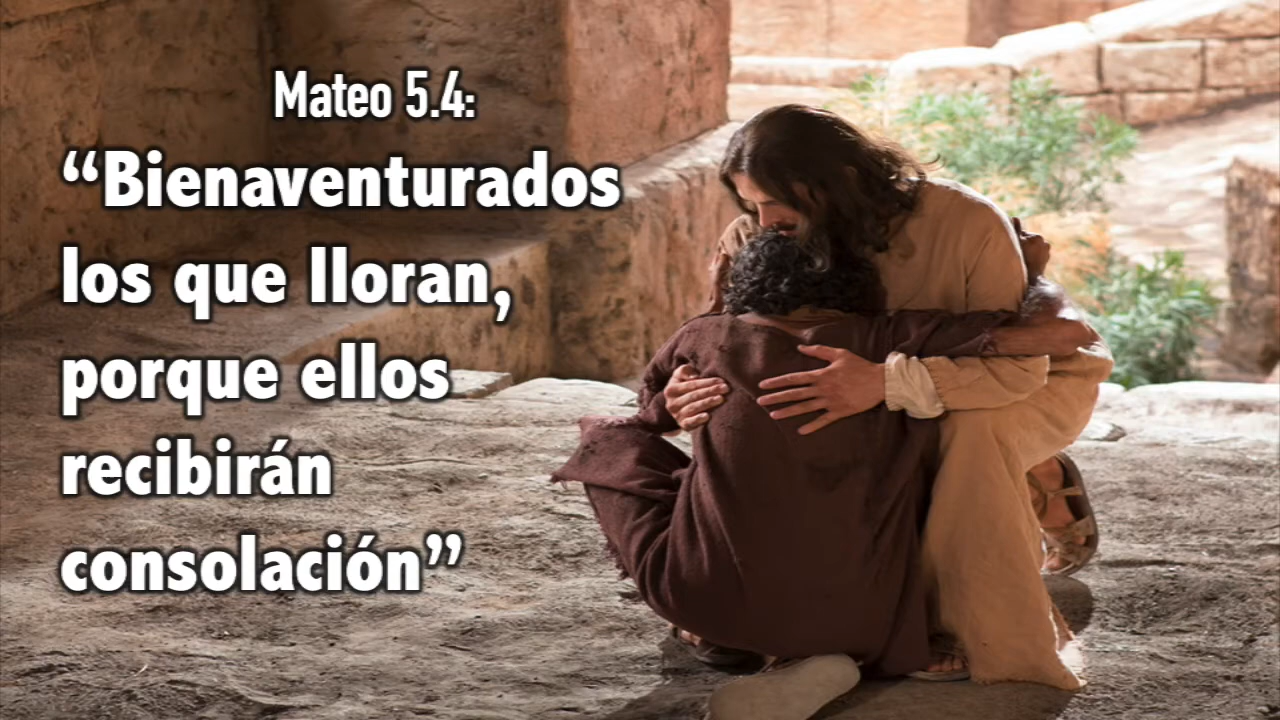 Mateo 5.4:
“Bienaventurados
los que lloran,
porque ellos
recibirán
consolación”